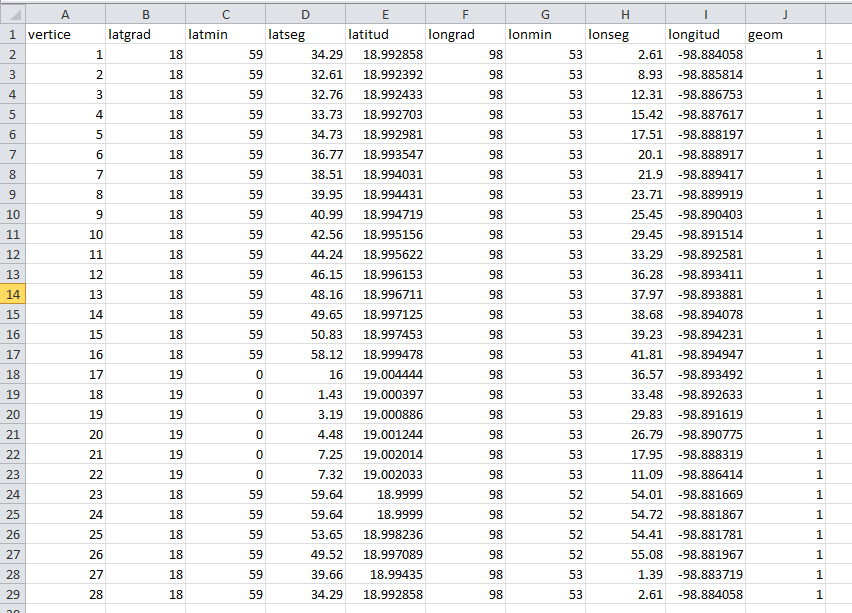 A B C D E F G H I J
1 vertice latgrad latmin latseg latitud longrad lonmin lonseg longitud geom
2 1 18 59 34.29 18.992858 98 53 2.61 -98.884058 1
3 2 18 59 32.61 18.992392 98 53 8.93 -98.885814 1
4 3 18 59 32.76 18.992433 98 53 12.31 -98.886753 1
5 4 18 59 33.73 18.992703 98 53 15.42 -98.887617 1
6 5 18 59 34.73 18.992981 98 53 17.51 -98.888197 1
7 6 18 59 36.77 18.993547 98 53 20.1 -98.888917 1
8 7 18 59 38.51 18.994031 98 53 21.9 -98.889417 1
9 8 18 59 39.95 18.994431 98 53 23.71 -98.889919 1
10 9 18 59 40.99 18.994719 98 53 25.45 -98.890403 1
11 10 18 59 42.56 18.995156 98 53 29.45 -98.891514 1
12 11 18 59 44.24 18.995622 98 53 33.29 -98.892581 1
13 12 18 59 46.15 18.996153 98 53 36.28 -98.893411 1
14 13 18 59 48.16 18.996711 98 53 37.97 -98.893881 1
15 14 18 59 49.65 18.997125 98 53 38.68 -98.894078 1
16 15 18 59 50.83 18.997453 98 53 39.23 -98.894231 1
17 16 18 59 58.12 18.999478 98 53 41.81 -98.894947 1
18 17 19 0 16 19.004444 98 53 36.57 -98.893492 1
19 18 19 0 1.43 19.000397 98 53 33.48 -98.892633 1
20 19 19 0 3.19 19.000886 98 53 29.83 -98.891619 1
21 20 19 0 4.48 19.001244 98 53 26.79 -98.890775 1
22 21 19 0 7.25 19.002014 98 53 17.95 -98.888319 1
23 22 19 0 7.32 19.002033 98 53 11.09 -98.886414 1
24 23 18 59 59.64 18.9999 98 52 54.01 -98.881669 1
25 24 18 59 59.64 18.9999 98 52 54.72 -98.881867 1
26 25 18 59 53.65 18.998236 98 52 54.41 -98.881781 1
27 26 18 59 49.52 18.997089 98 52 55.08 -98.881967 1
28 27 18 59 39.66 18.99435 98 53 1.39 -98.883719 1
29 28 18 59 34.29 18.992858 98 53 2.61 -98.884058 1